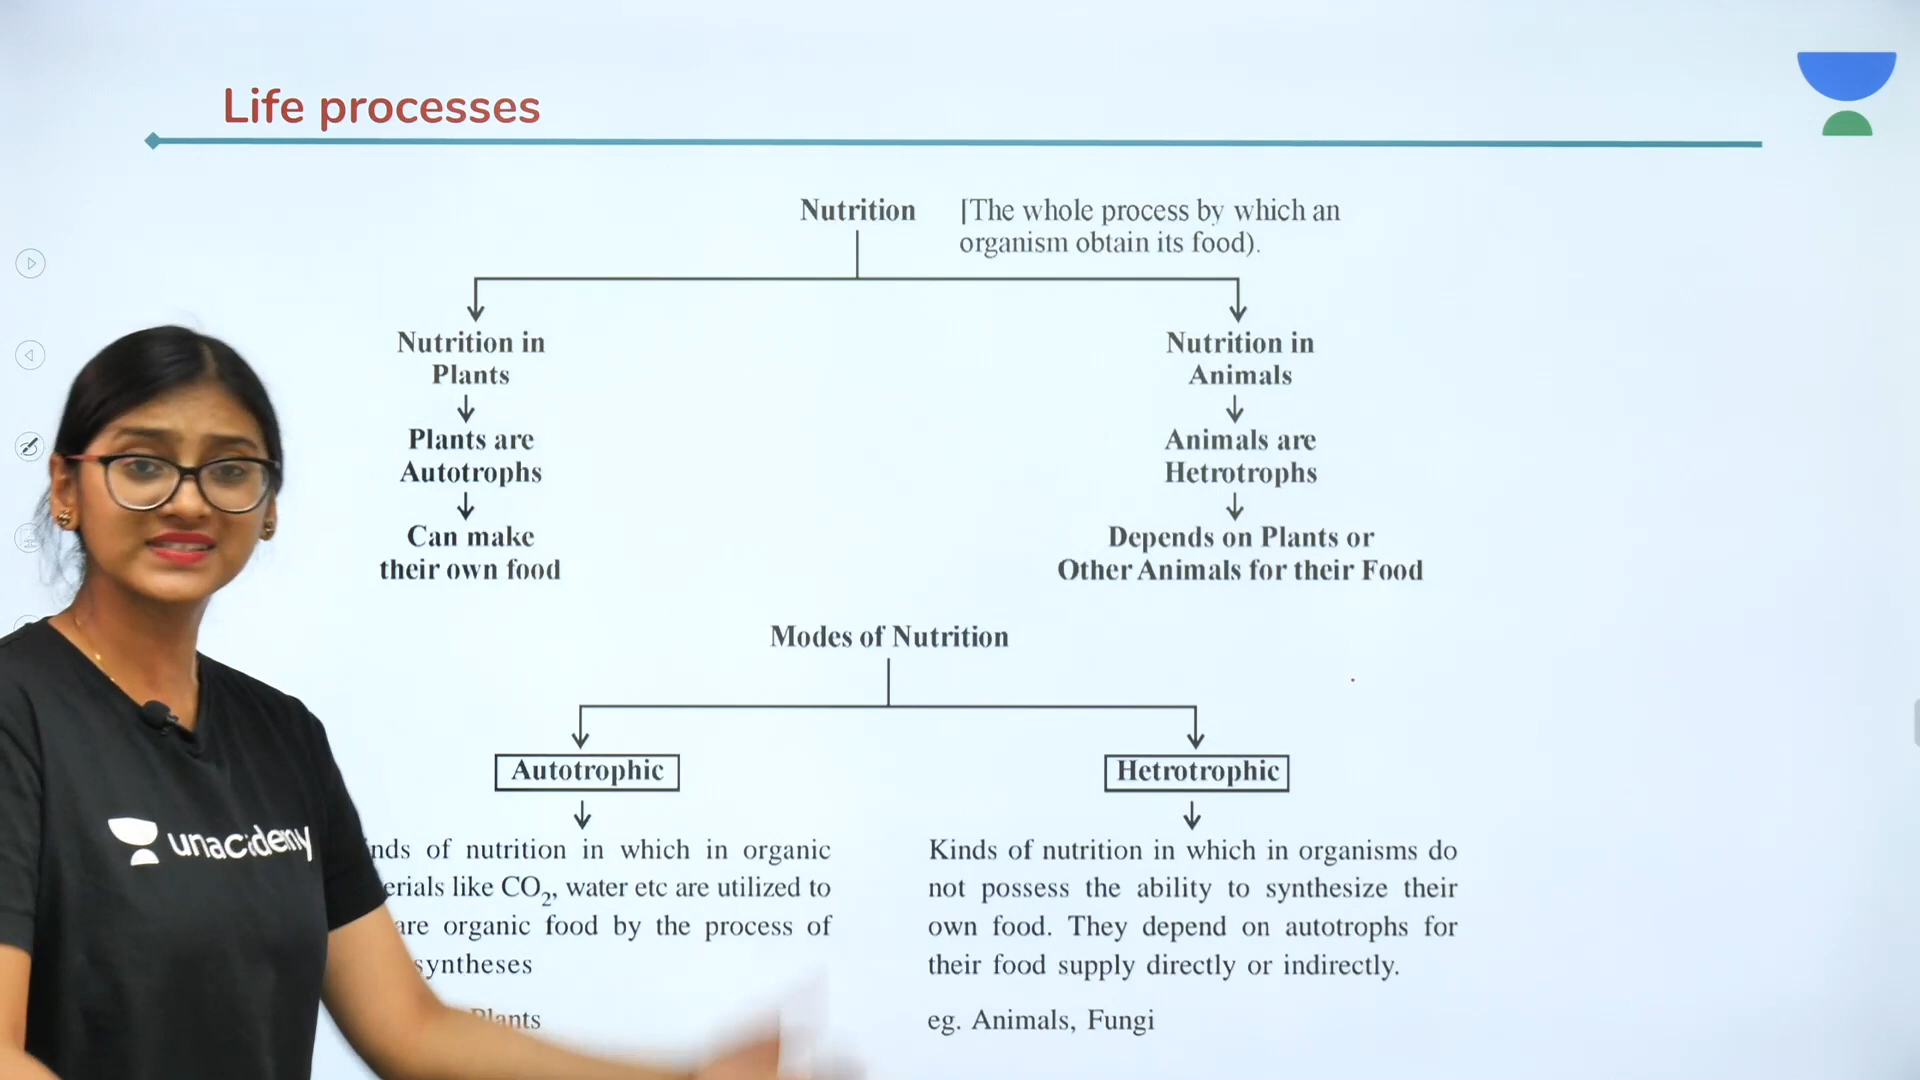 Life processes
Nutrition [The whole process by which an
organism obtain its food).
Nutrition in
Plants
Nutrition in
Animals
Plants are
Autotrophs
Animals are
Hetrotrophs
Can make
their own food
Depends on Plants or
Other Animals for their Food
Modes of Nutrition
Autotrophic
Hetrotrophic
nds of nutrition in which in organic
erials like CO₂, water etc are utilized to
are organic food by the process of
syntheses
Plants
Kinds of nutrition in which in organisms do
not possess the ability to synthesize their
own food. They depend on autotrophs for
their food supply directly or indirectly.
eg. Animals, Fungi
unacademy